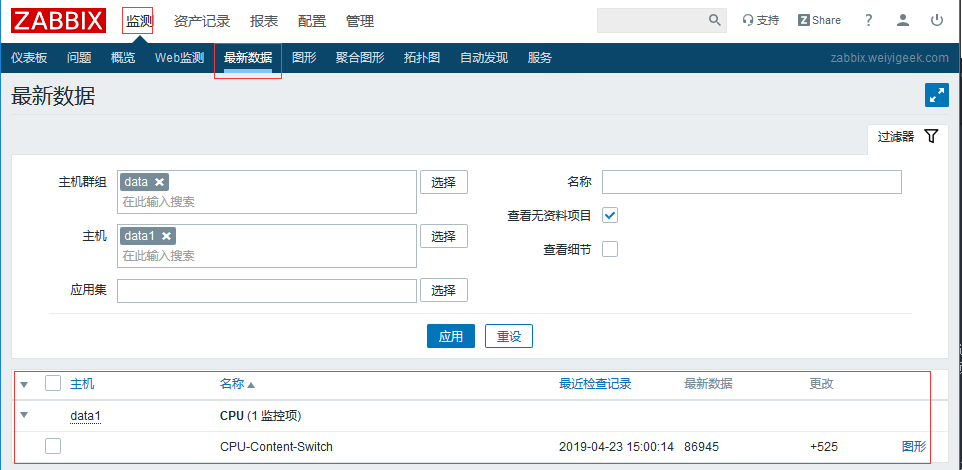 ZABBIX 监测 资产记录 报表 配置 管理 支持 Z Share ?
仪表板 问题 概览 Web监测 最新数据 图形 聚合图形 拓扑图 自动发现 服务 zabbix.weiyigeek.com
最新数据
过滤器
主机群组 data 选择 名称
在此输入搜索
查看无资料项目
主机 data1 选择
在此输入搜索 查看细节
应用集 选择
应用 重设
主机 名称 最近检查记录 最新数据 更改
data1 CPU (1 监控项)
CPU-Content-Switch 2019-04-23 15:00:14 86945 +525 图形